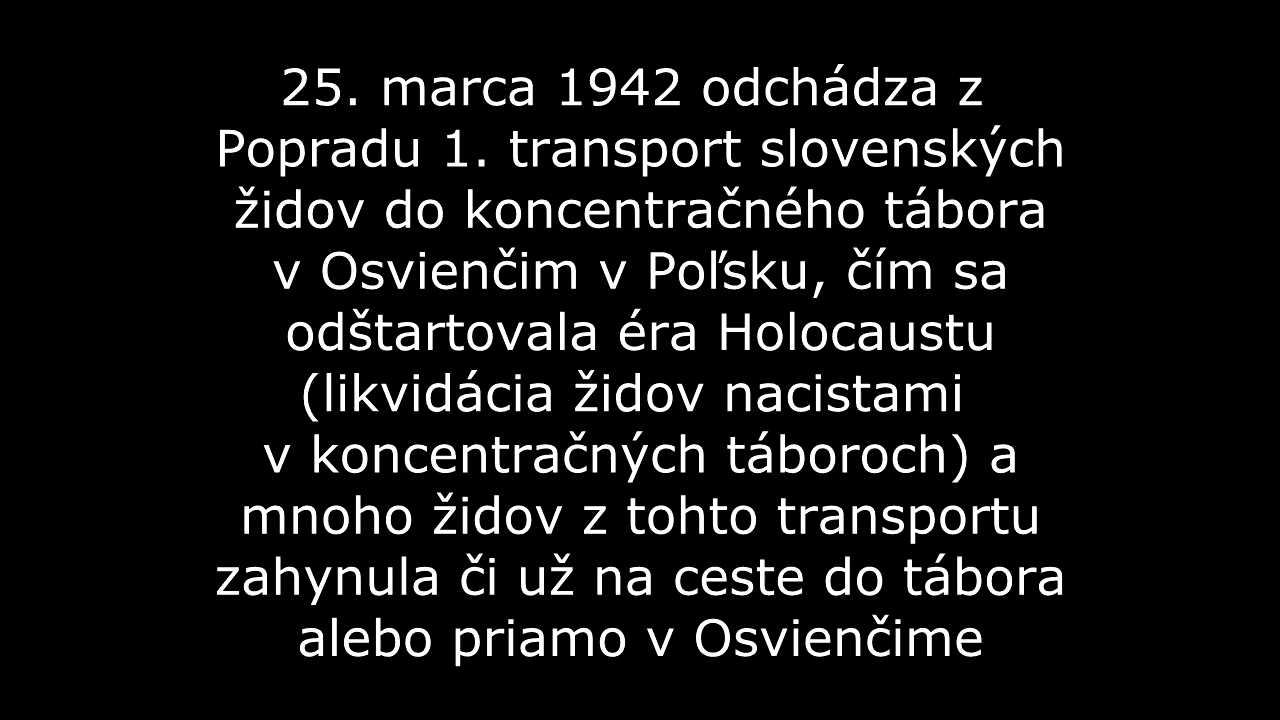 25. marca 1942 odchádza z
Popradu 1. transport slovenských
židov do koncentračného tábora
v Osvienčim v Poľsku, čím sa
odštartovala éra Holocaustu
(likvidácia židov nacistami
v koncentračných táboroch) a
mnoho židov z tohto transportu
zahynula či už na ceste do tábora
alebo priamo v Osvienčime